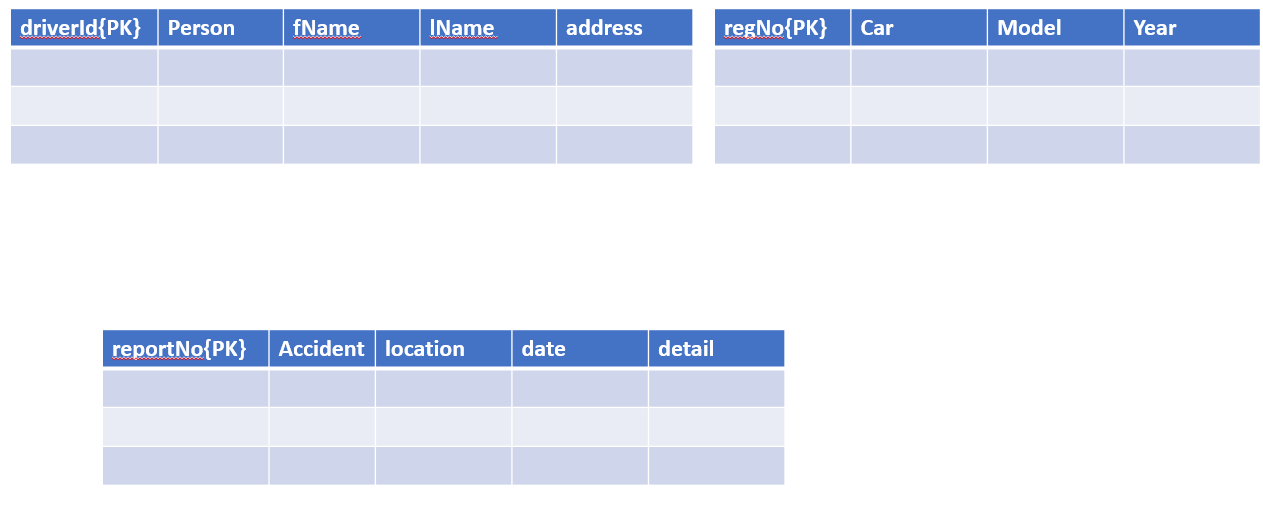 driverId{PK} Person fName lName address
regNo{PK} Car Model Year
reportNo{PK} Accident location date detail